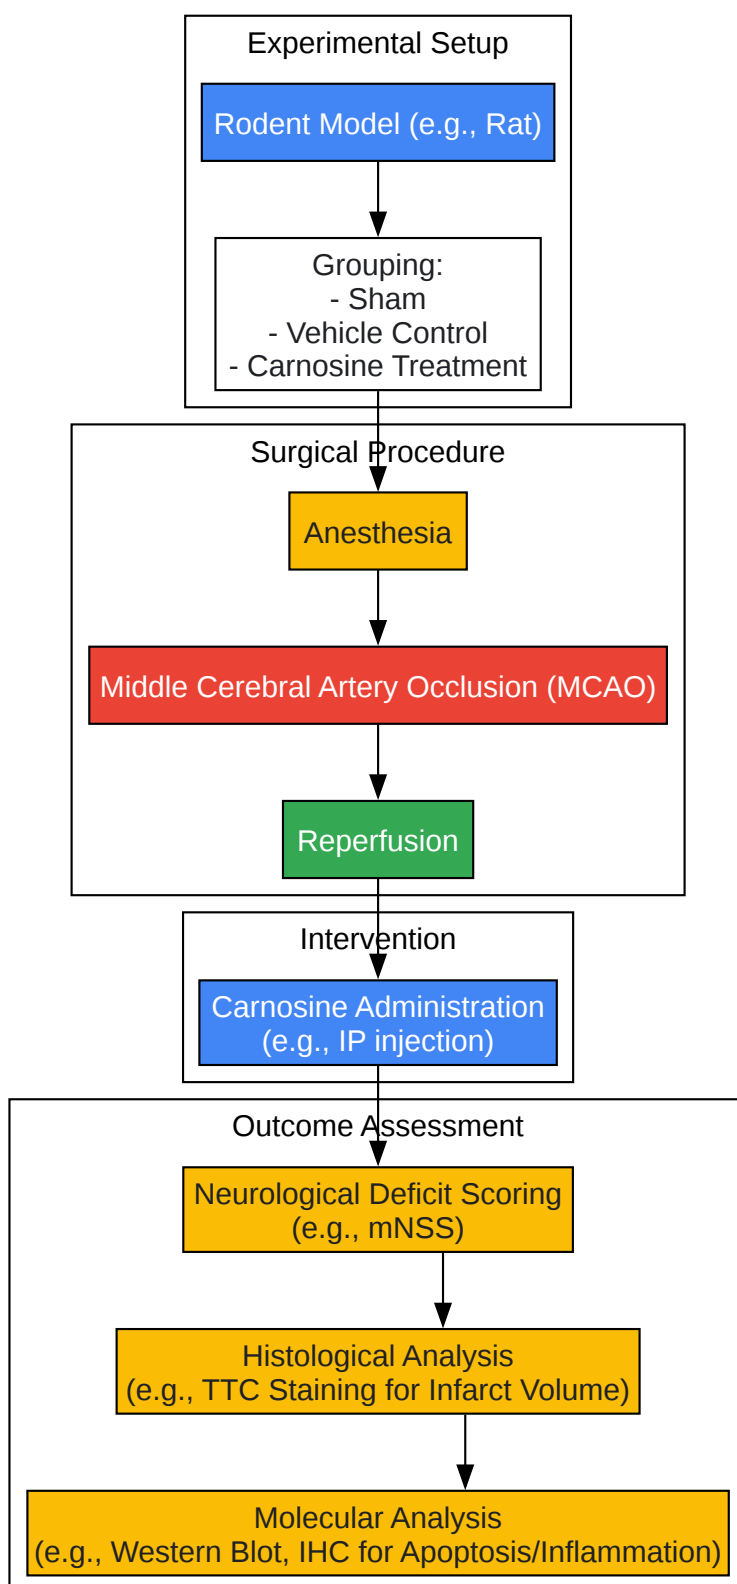 Experimental Setup
Rodent Model (e.g., Rat)
Grouping:
- Sham
- Vehicle Control
- Carnosine Treatment
Surgical Procedure
Anesthesia
Middle Cerebral Artery Occlusion (MCAO)
Reperfusion
Intervention
Carnosine Administration
(e.g., IP injection)
Outcome Assessment
Neurological Deficit Scoring
(e.g., mNSS)
Histological Analysis
(e.g., TTC Staining for Infarct Volume)
Molecular Analysis
(e.g., Western Blot, IHC for Apoptosis/Inflammation)